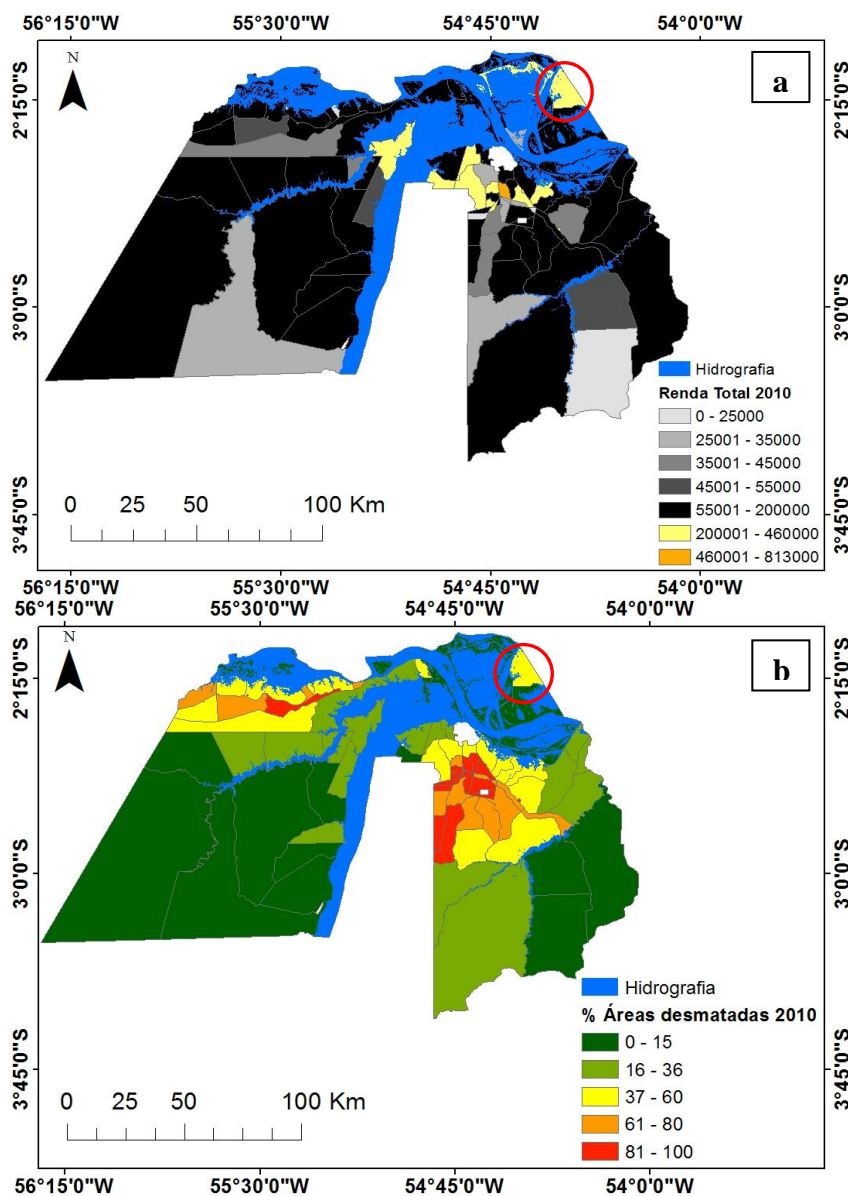 56°15'0"W 55°30'0"W 54°45'0"W 54°0'0"W
N
a
2°15'0"S 2°15'0"S
3°0'0"S 3°0'0"S
Hidrografia
Renda Total 2010
0 - 25000
25001 - 35000
35001 - 45000
45001 - 55000
55001 - 200000
200001 - 460000
460001 - 813000
0 25 50 100 Km
3°45'0"S 3°45'0"S
56°15'0"W 55°30'0"W 54°45'0"W 54°0'0"W
56°15'0"W 55°30'0"W 54°45'0"W 54°0'0"W
N
b
2°15'0"S 2°15'0"S
3°0'0"S 3°0'0"S
Hidrografia
% Áreas desmatadas 2010
0 - 15
16 - 36
37 - 60
61 - 80
81 - 100
0 25 50 100 Km
3°45'0"S 3°45'0"S
56°15'0"W 55°30'0"W 54°45'0"W 54°0'0"W